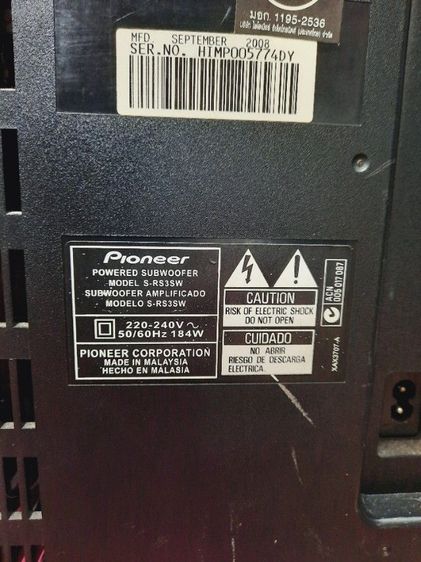 มอก. 1195-2536
MFD. SEPTEMBER 2008
SER.NO. HIMP005774DY
Pioneer
POWERED SUBWOOFER
MODEL S-RS3SW
SUBWOOFER AMPLIFICADO
MODELO S-RS3SW
220-240V ~
50/60Hz 184W
PIONEER CORPORATION
MADE IN MALAYSIA
HECHO EN MALASIA
CAUTION
RISK OF ELECTRIC SHOCK
DO NOT OPEN
CUIDADO
NO ABRIR
RIESGO DE DESCARGA
ELECTRICA.
ACN
005 017 087
XAK3707-A